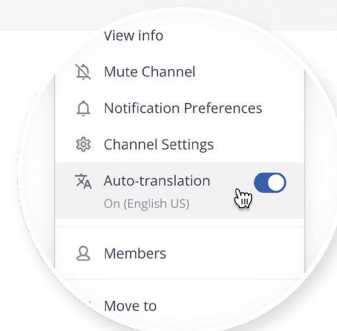 View info
Mute Channel
Notification Preferences
Channel Settings
Auto-translation
On (English US)
Members
Move to